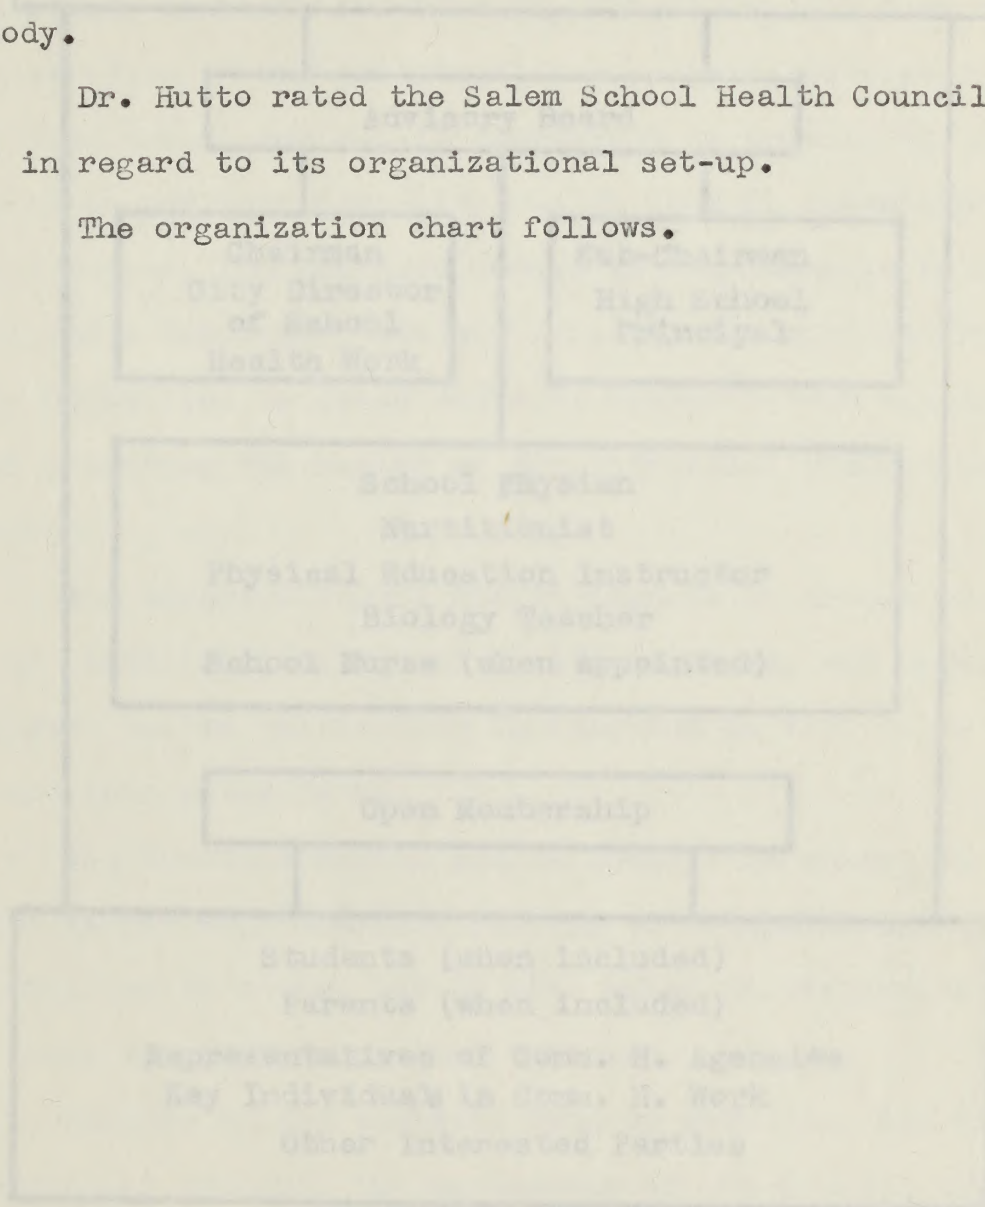 ody.
Dr. Hutto rated the Salem School Health Council
in regard to its organizational set-up.
The organization chart follows.
Advisory Board
Chairman
City Director
of School
Health Work
Sub-Chairman
High School
Principal
School Physian
Nurtitionist
Physical Education Instructor
Biology Teacher
School Nurse (when appointed)
Open Membership
Students (when included)
Parents (when included)
Representatives of Comm. H. Agencies
Key Individuals in Comm. H. Work
Other Interested Parties